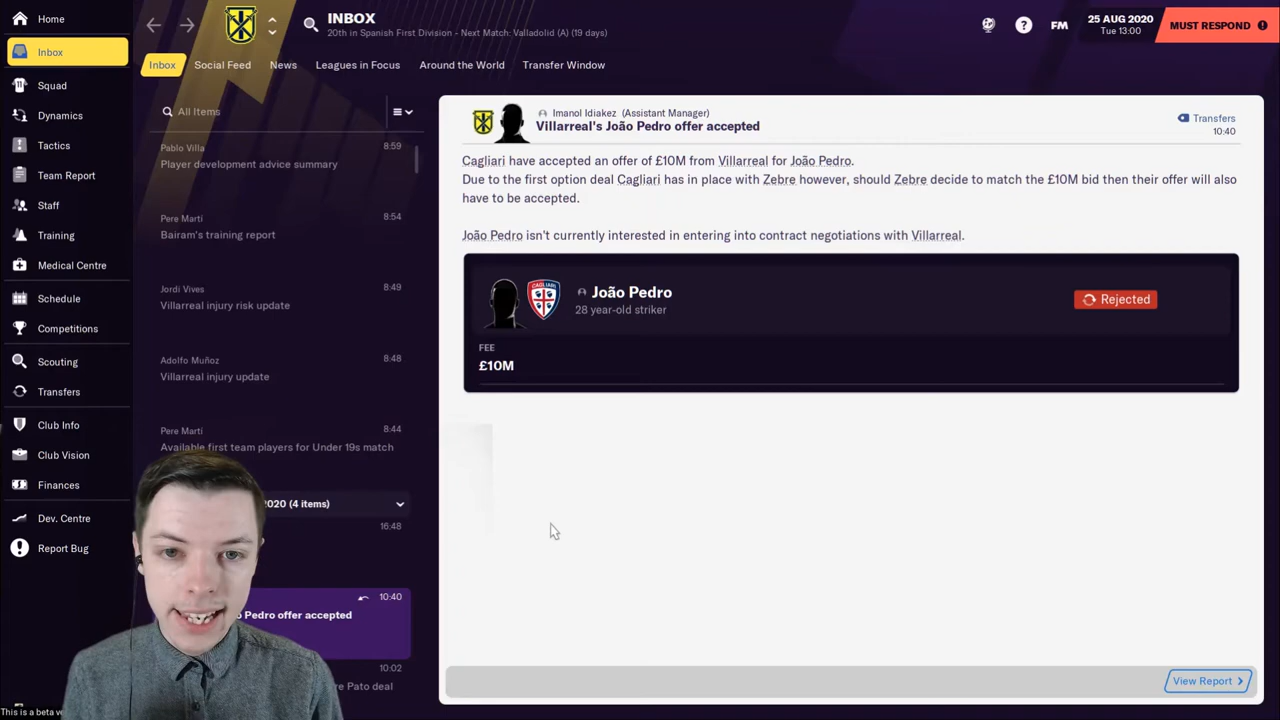 Home
Inbox
Squad
Dynamics
Tactics
Team Report
Staff
Training
Medical Centre
Schedule
Competitions
Scouting
Transfers
Club Info
Club Vision
Finances
Dev. Centre
Report Bug
This is a beta ve
INBOX
20th in Spanish First Division - Next Match: Valladolid (A) (19 days)
FM
25 AUG 2020
Tue 13:00
MUST RESPOND
Inbox
Social Feed
News
Leagues in Focus
Around the World
Transfer Window
All Items
Pablo Villa
8:59
Player development advice summary
Pere Martí
8:54
Bairam's training report
Jordi Vives
8:49
Villarreal injury risk update
Adolfo Muñoz
8:48
Villarreal injury update
Pere Martí
8:44
Available first team players for Under 19s match
2020 (4 items)
16:48
10:40
o Pedro offer accepted
10:02
re Pato deal
Imanol Idiakez (Assistant Manager)
Villarreal's João Pedro offer accepted
Transfers
10:40
Cagliari have accepted an offer of £10M from Villarreal for João Pedro.
Due to the first option deal Cagliari has in place with Zebre however, should Zebre decide to match the £10M bid then their offer will also
have to be accepted.
João Pedro isn't currently interested in entering into contract negotiations with Villarreal.
João Pedro
28 year-old striker
Rejected
FEE
£10M
View Report